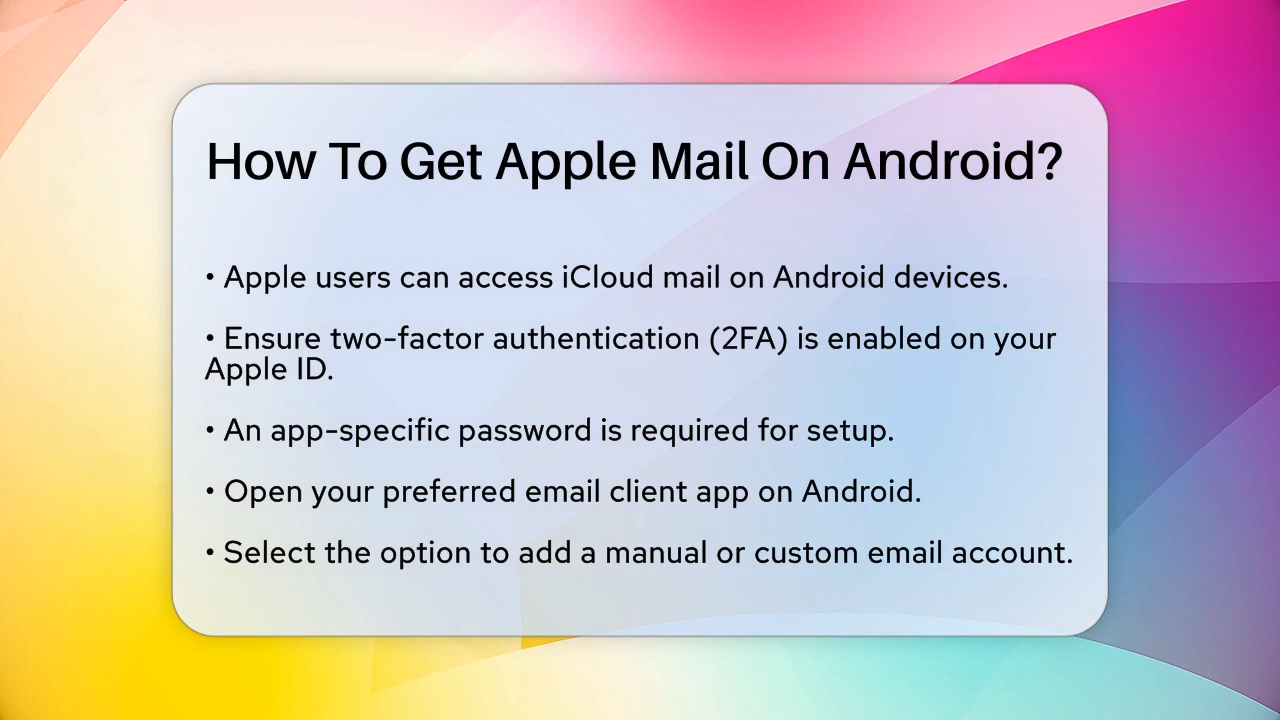 How To Get Apple Mail On Android?
• Apple users can access iCloud mail on Android devices.
• Ensure two-factor authentication (2FA) is enabled on your
Apple ID.
• An app-specific password is required for setup.
• Open your preferred email client app on Android.
• Select the option to add a manual or custom email account.